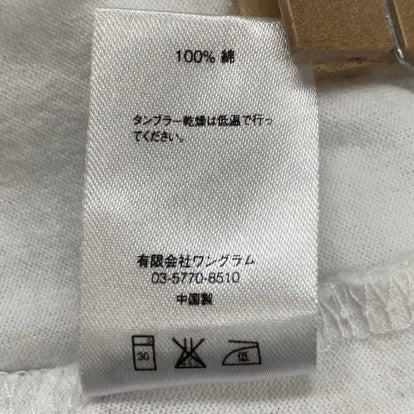 100% 綿
タンブラー乾燥は低温で行っ
てください。
有限会社ワングラム
03-5770-8510
中国製
30
低